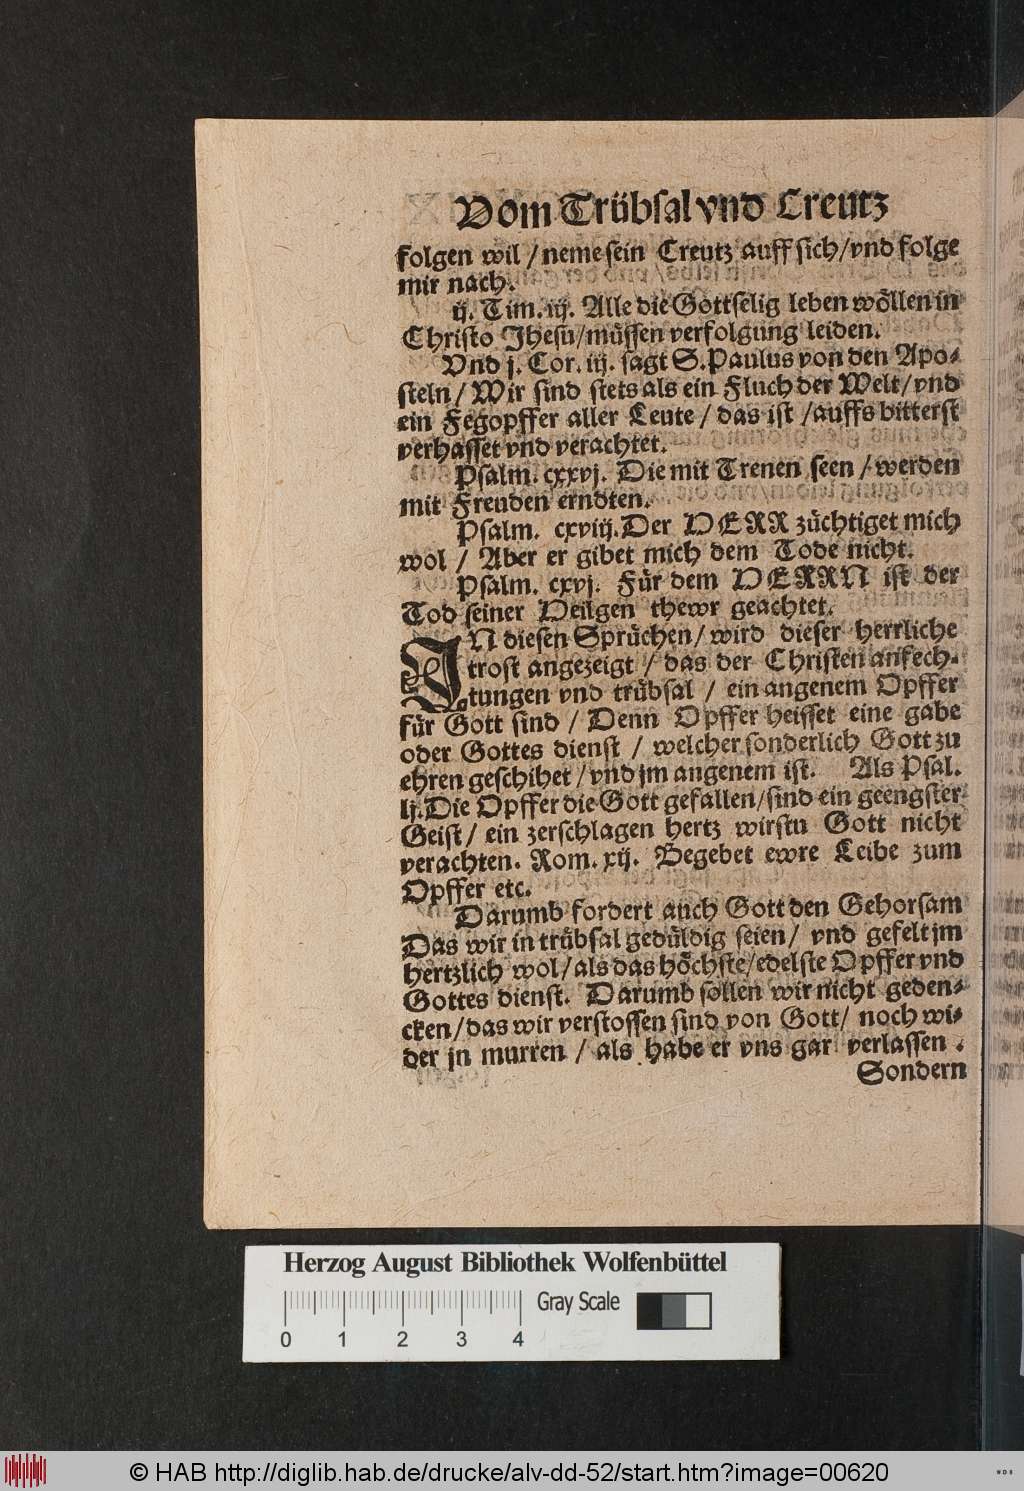 Vom Trübsal vnd Creutz
folgen wil / neme sein Creutz auff sich/vnd folge
mir nach.
ij. Tim. iij. Alle die Gottselig leben wöllen in
Christo Jhesu/müssen verfolgung leiden.
Vnd j. Cor. iij. sagt S.Paulus von den Apo-
steln / Wir sind stets als ein Fluch der Welt/vnd
ein Fegopffer aller Leute / das ist /auffs bitterst
verhasset vnd verachtet.
Psalm. cxxvj. Die mit Trenen seen / werden
mit Freuden erndten.
Psalm. cxviij. Der HERR züchtiget mich
wol / Aber er gibet mich dem Tode nicht.
Psalm. cxvj. Für dem HERRN ist der
Tod seiner Heilgen thewr geachtet.
IN diesen Sprüchen/ wird dieser herrliche
trost angezeigt / das der Christen anfech-
tungen vnd trübsal / ein angenem Opffer
für Gott sind / Denn Opffer heisset eine gabe
oder Gottes dienst / welcher sonderlich Gott zu
ehren geschihet / vnd jm angenem ist. Als Psal.
lj. Die Opffer die Gott gefallen/sind ein geengster
Geist / ein zerschlagen hertz wirstu Gott nicht
verachten. Rom. xij. Begebet ewre Leibe zum
Opffer etc.
Darumb fordert auch Gott den Gehorsam
Das wir in trübsal gedüldig seien / vnd gefelt jm
hertzlich wol / als das höchste/edelste Opffer vnd
Gottes dienst. Darumb sollen wir nicht geden-
cken / das wir verstossen sind von Gott/ noch wi-
der jn murren / als habe er vns gar verlassen.
Sondern
Herzog August Bibliothek Wolfenbüttel
Gray Scale
0 1 2 3 4
© HAB http://diglib.hab.de/drucke/alv-dd-52/start.htm?image=00620